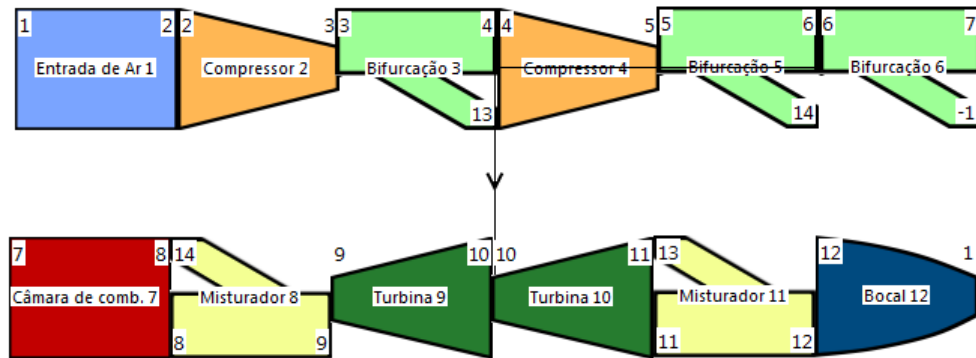 1 2 2 3 3 4 4 5 5 6 6 7
Entrada de Ar 1 Compressor 2 Bifurcação 3 Compressor 4 Bifurcação 5 Bifurcação 6
13 14 -1
7 8 14 9 10 10 11 13 12 1
Câmara de comb. 7 Misturador 8 Turbina 9 Turbina 10 Misturador 11 Bocal 12
8 9 11 12